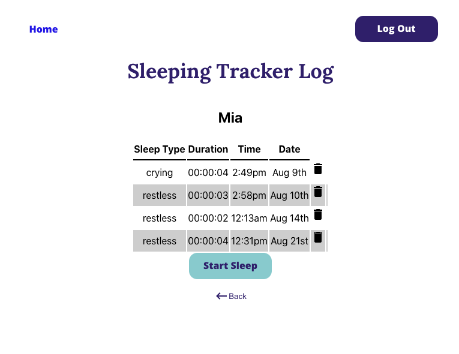 Home
Log Out
Sleeping Tracker Log
Mia
Sleep Type Duration Time Date
crying 00:00:04 2:49pm Aug 9th
restless 00:00:03 2:58pm Aug 10th
restless 00:00:02 12:13am Aug 14th
restless 00:00:04 12:31pm Aug 21st
Start Sleep
Back